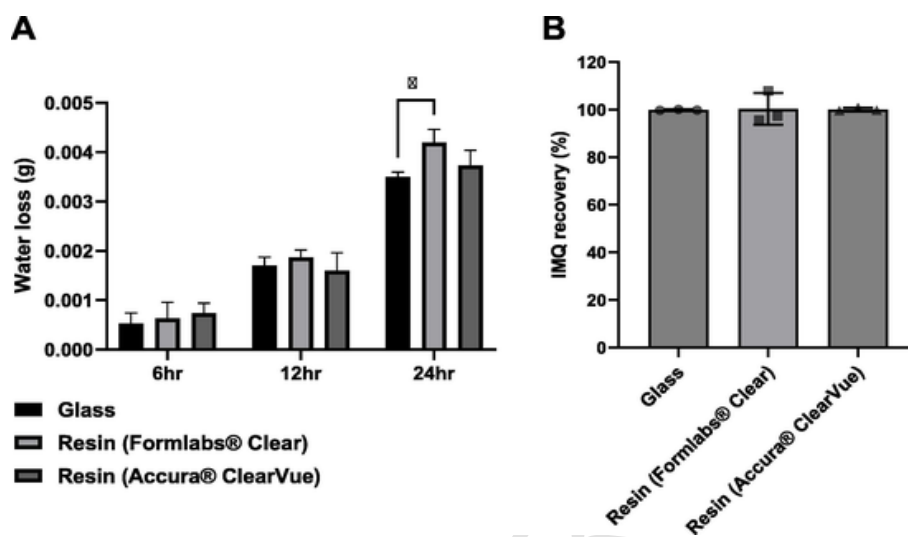 A
Water loss (g)
0.005
0.004
0.003
0.002
0.001
0.000
6hr 12hr 24hr
Glass
Resin (Formlabs® Clear)
Resin (Accura® ClearVue)
B
IMQ recovery (%)
120
100
80
60
40
20
0
Glass
Resin (Formlabs® Clear)
Resin (Accura® ClearVue)